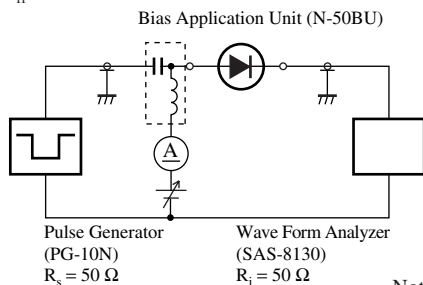 Bias Application Unit (N-50BU)
A
Pulse Generator
(PG-10N)
Rs = 50 Ω
Wave Form Analyzer
(SAS-8130)
Ri = 50 Ω